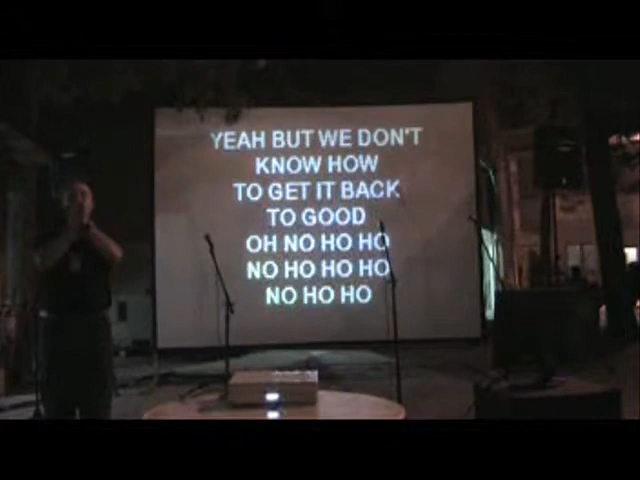 YEAH BUT WE DON'T
KNOW HOW
TO GET IT BACK
TO GOOD
OH NO HO HO
NO HO HO HO
NO HO HO